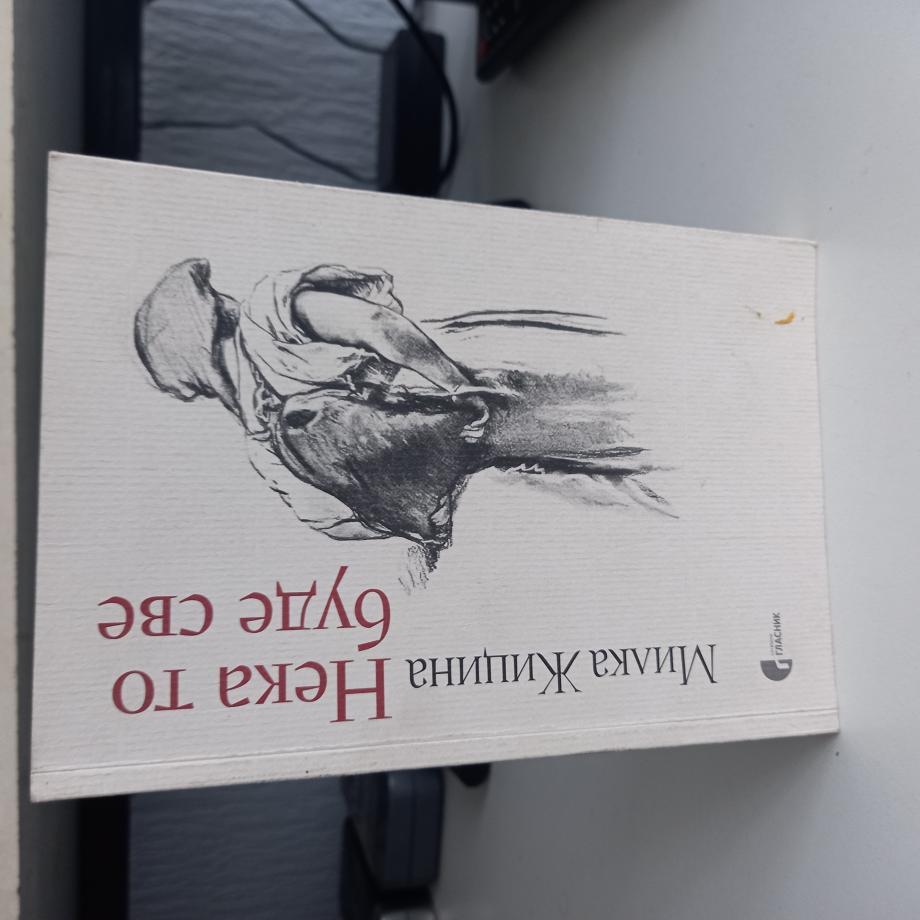 Милка Жицина
Нека то
буде све
ГЛАСНИК